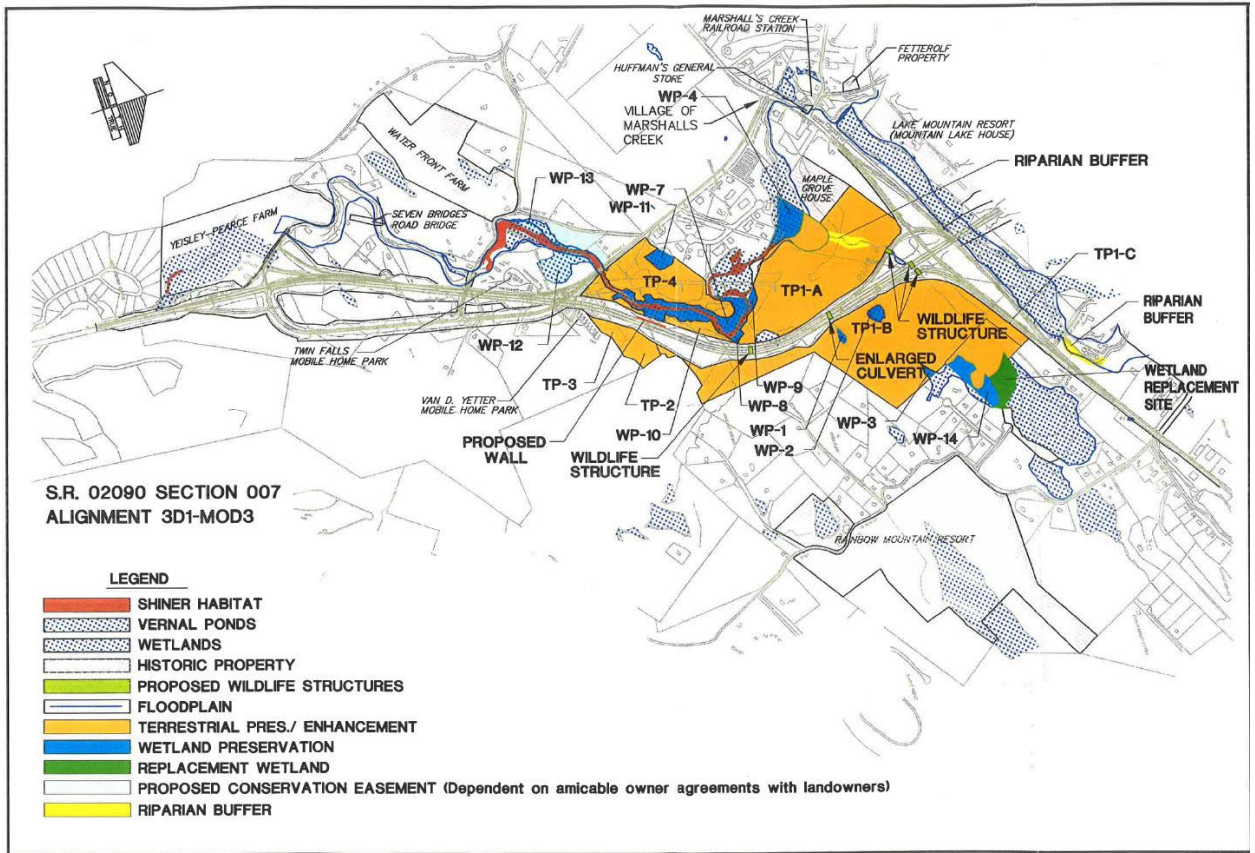 MARSHALL'S CREEK
RAILROAD STATION
FETTEROLF
PROPERTY
HUFFMAN'S GENERAL
STORE
WP-4
VILLAGE OF
MARSHALLS
CREEK
LAKE MOUNTAIN RESORT
(MOUNTAIN LAKE HOUSE)
RIPARIAN BUFFER
WATER FRONT FARM
WP-13
WP-7
WP-11
MAPLE
GROVE
HOUSE
SEVEN BRIDGES
ROAD BRIDGE
YEISLEY-PEARCE FARM
TP-4
TP1-A
TP1-C
RIPARIAN
BUFFER
TP1-B
WILDLIFE
STRUCTURE
TWIN FALLS
MOBILE HOME PARK
WP-12
ENLARGED
CULVERT
WETLAND
REPLACEMENT
SITE
TP-3
WP-9
VAN D. YETTER
MOBILE HOME PARK
TP-2
WP-8
WP-10
WP-1
WP-3
WP-2
WP-14
PROPOSED
WALL
WILDLIFE
STRUCTURE
S.R. 02090 SECTION 007
ALIGNMENT 3D1-MOD3
RAINBOW MOUNTAIN RESORT
LEGEND
SHINER HABITAT
VERNAL PONDS
WETLANDS
HISTORIC PROPERTY
PROPOSED WILDLIFE STRUCTURES
FLOODPLAIN
TERRESTRIAL PRES./ ENHANCEMENT
WETLAND PRESERVATION
REPLACEMENT WETLAND
PROPOSED CONSERVATION EASEMENT (Dependent on amicable owner agreements with landowners)
RIPARIAN BUFFER